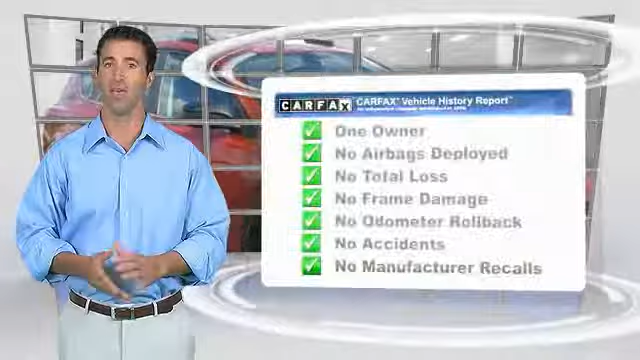 CARFAX CARFAX Vehicle History Report™
One Owner
No Airbags Deployed
No Total Loss
No Frame Damage
No Odometer Rollback
No Accidents
No Manufacturer Recalls